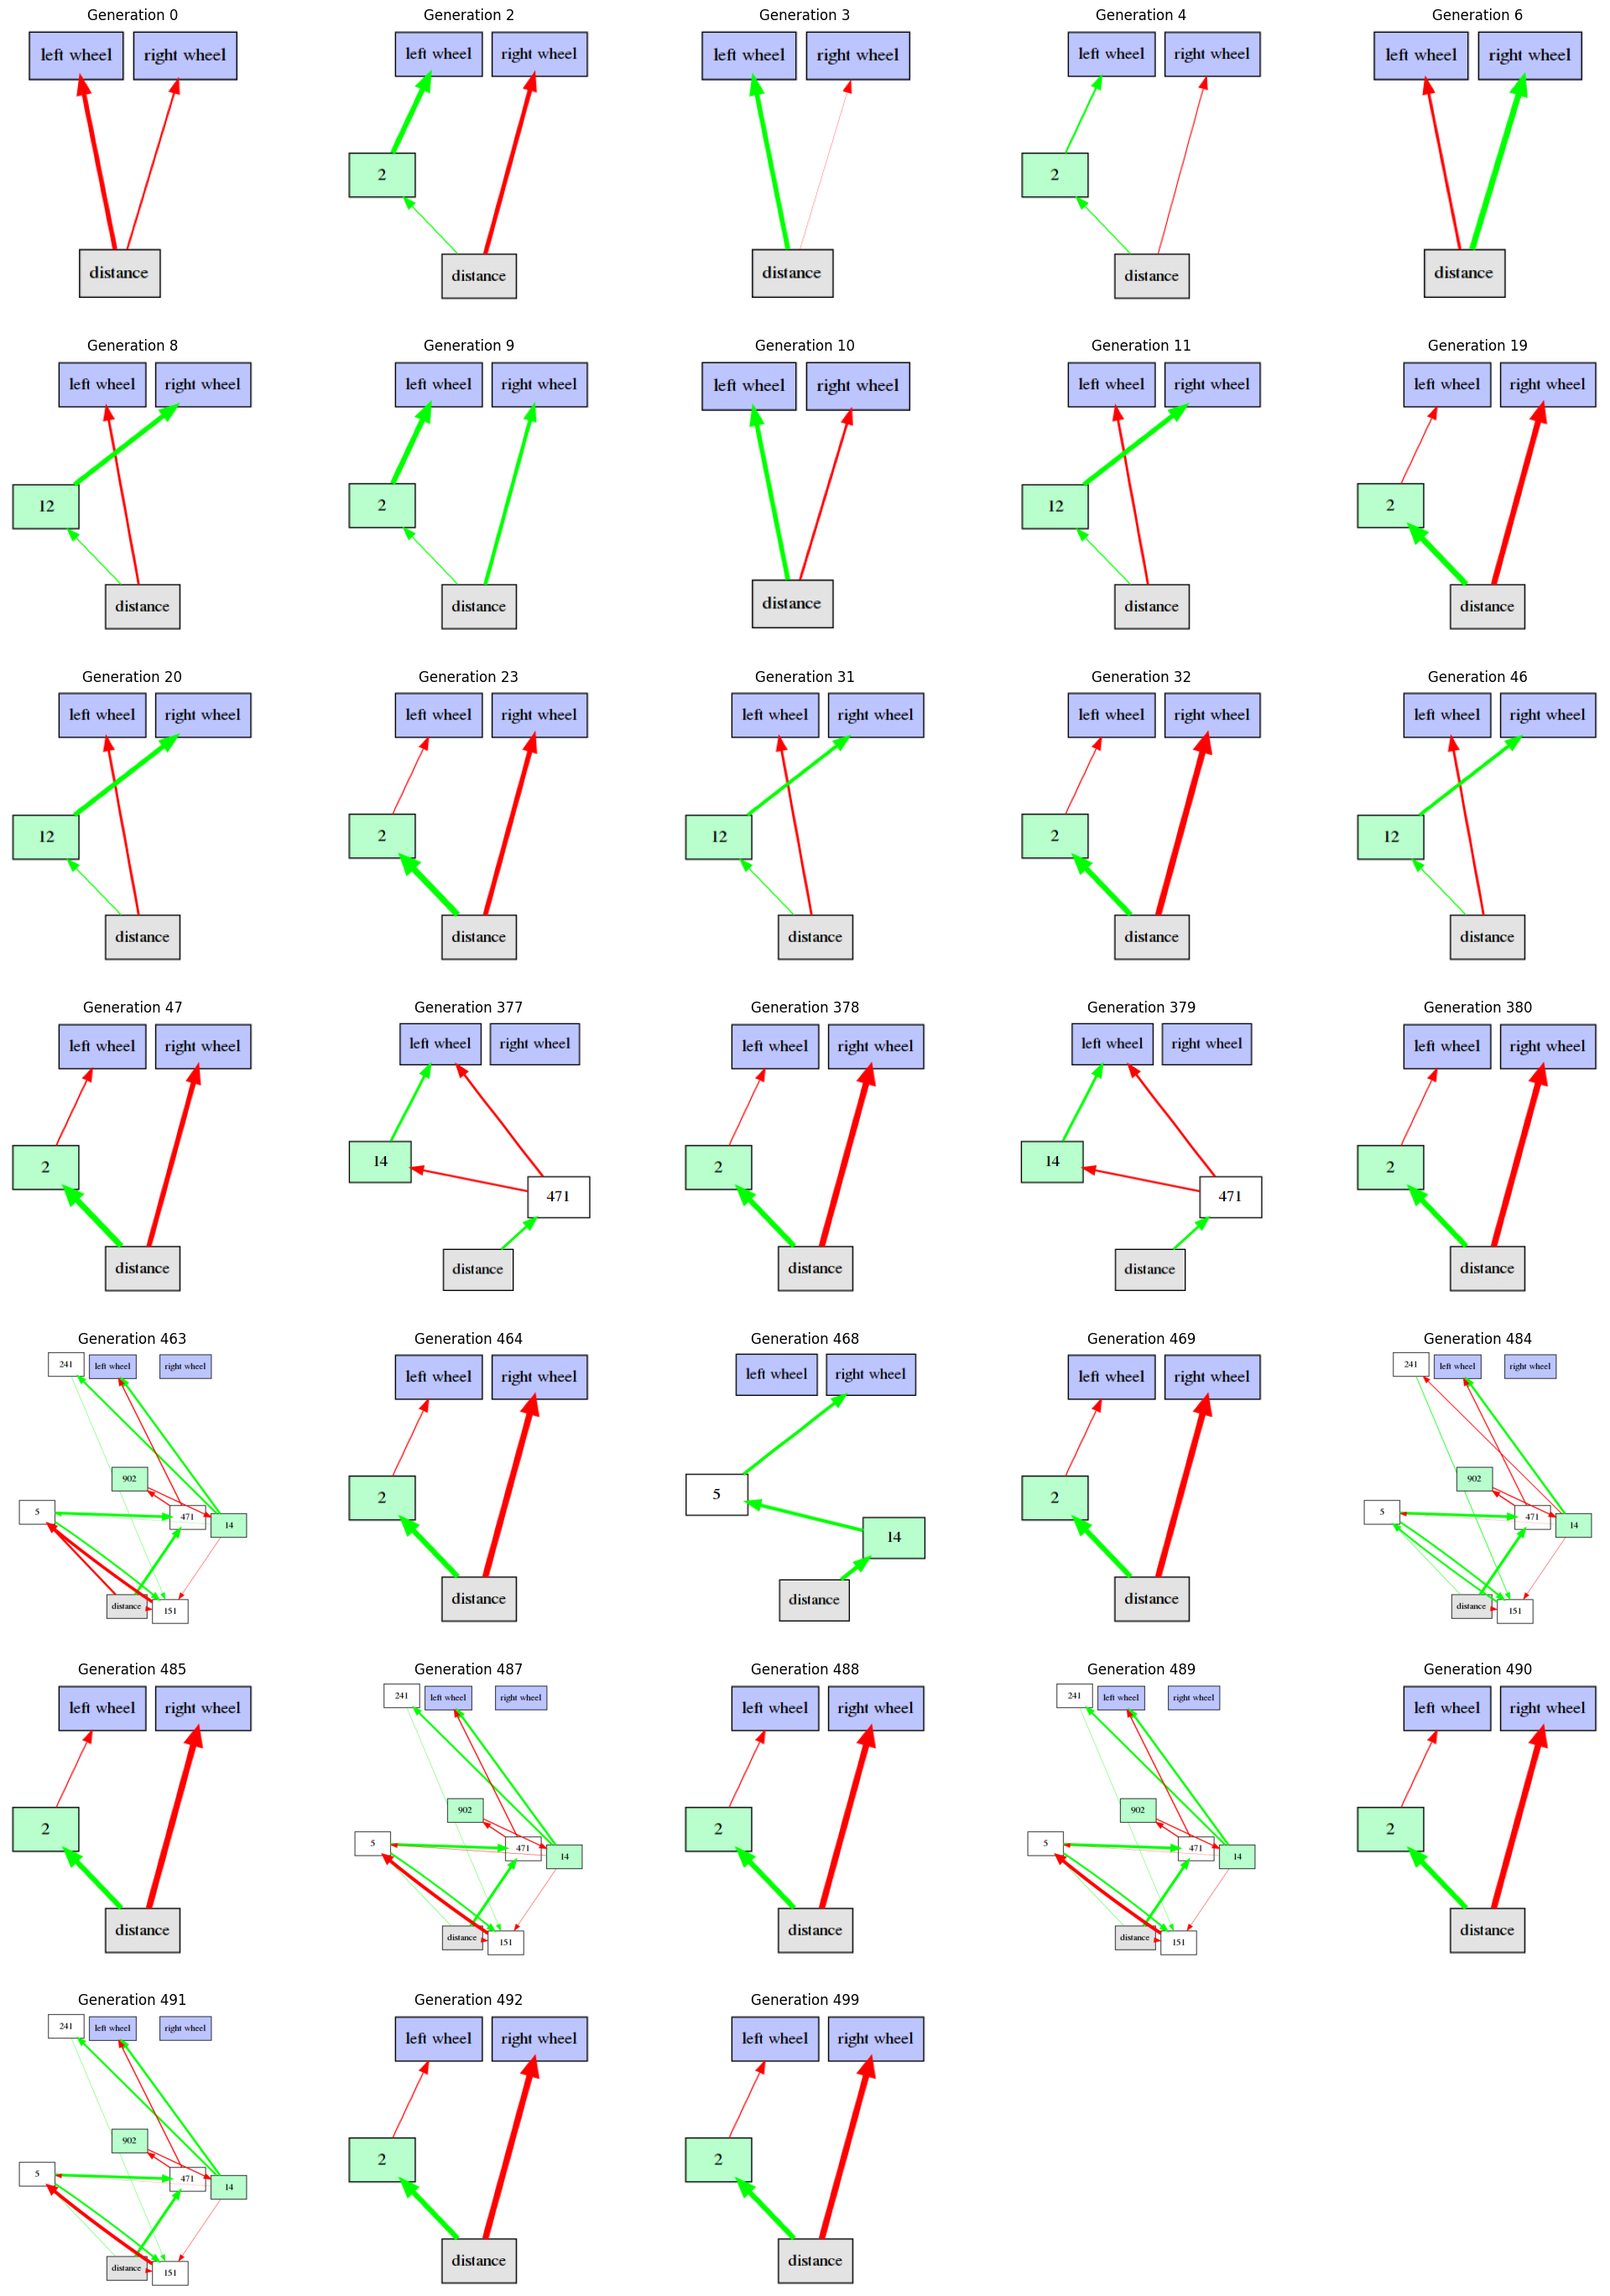 Generation 0 Generation 2 Generation 3 Generation 4 Generation 6
left wheel right wheel left wheel right wheel left wheel right wheel left wheel right wheel left wheel right wheel
2 2
distance distance distance distance distance
Generation 8 Generation 9 Generation 10 Generation 11 Generation 19
left wheel right wheel left wheel right wheel left wheel right wheel left wheel right wheel left wheel right wheel
12 2 12 2
distance distance distance distance distance
Generation 20 Generation 23 Generation 31 Generation 32 Generation 46
left wheel right wheel left wheel right wheel left wheel right wheel left wheel right wheel left wheel right wheel
12 2 12 2 12
distance distance distance distance distance
Generation 47 Generation 377 Generation 378 Generation 379 Generation 380
left wheel right wheel left wheel right wheel left wheel right wheel left wheel right wheel left wheel right wheel
2 14 2 14 2
471 471
distance distance distance distance distance
Generation 463 Generation 464 Generation 468 Generation 469 Generation 484
241 left wheel right wheel left wheel right wheel left wheel right wheel left wheel right wheel 241 left wheel right wheel
902 902
5 471 14 2 5 2 5 471 14
14
distance 151 distance distance distance distance 151
Generation 485 Generation 487 Generation 488 Generation 489 Generation 490
left wheel right wheel 241 left wheel right wheel left wheel right wheel 241 left wheel right wheel left wheel right wheel
902 902
2 5 471 14 2 5 471 14 2
distance distance 151 distance distance 151 distance
Generation 491 Generation 492 Generation 499
241 left wheel right wheel left wheel right wheel left wheel right wheel
902
5 471 14 2 2
distance 151 distance distance